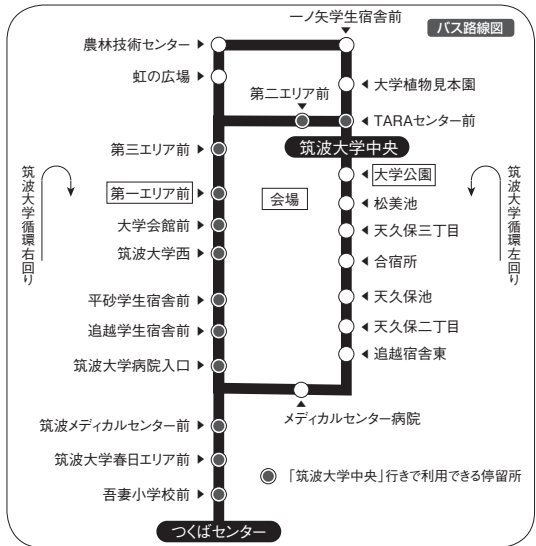 一ノ矢学生宿舎前
バス路線図
農林技術センター
虹の広場
大学植物見本園
第二エリア前
TARAセンター前
筑波大学中央
第三エリア前
大学公園
第一エリア前
会場
松美池
大学会館前
天久保三丁目
筑波大学西
合宿所
平砂学生宿舎前
天久保池
追越学生宿舎前
天久保二丁目
追越宿舎東
筑波大学病院入口
メディカルセンター病院
筑波メディカルセンター前
筑波大学春日エリア前
「筑波大学中央」行きで利用できる停留所
吾妻小学校前
つくばセンター
筑波大学循環右回り
筑波大学循環左回り